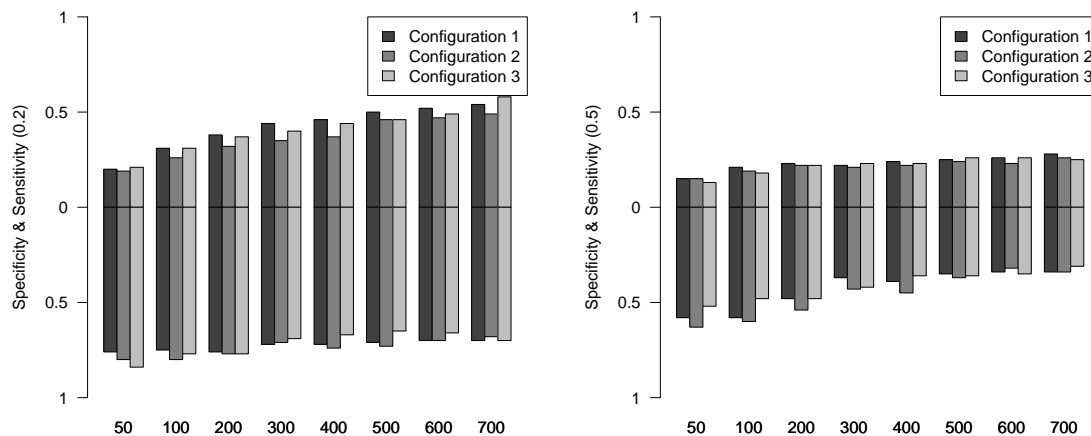 Specificity & Sensitivity (0.2)
1
0.5
0
0.5
1
Configuration 1
Configuration 2
Configuration 3
50 100 200 300 400 500 600 700
Specificity & Sensitivity (0.5)
1
0.5
0
0.5
1
Configuration 1
Configuration 2
Configuration 3
50 100 200 300 400 500 600 700